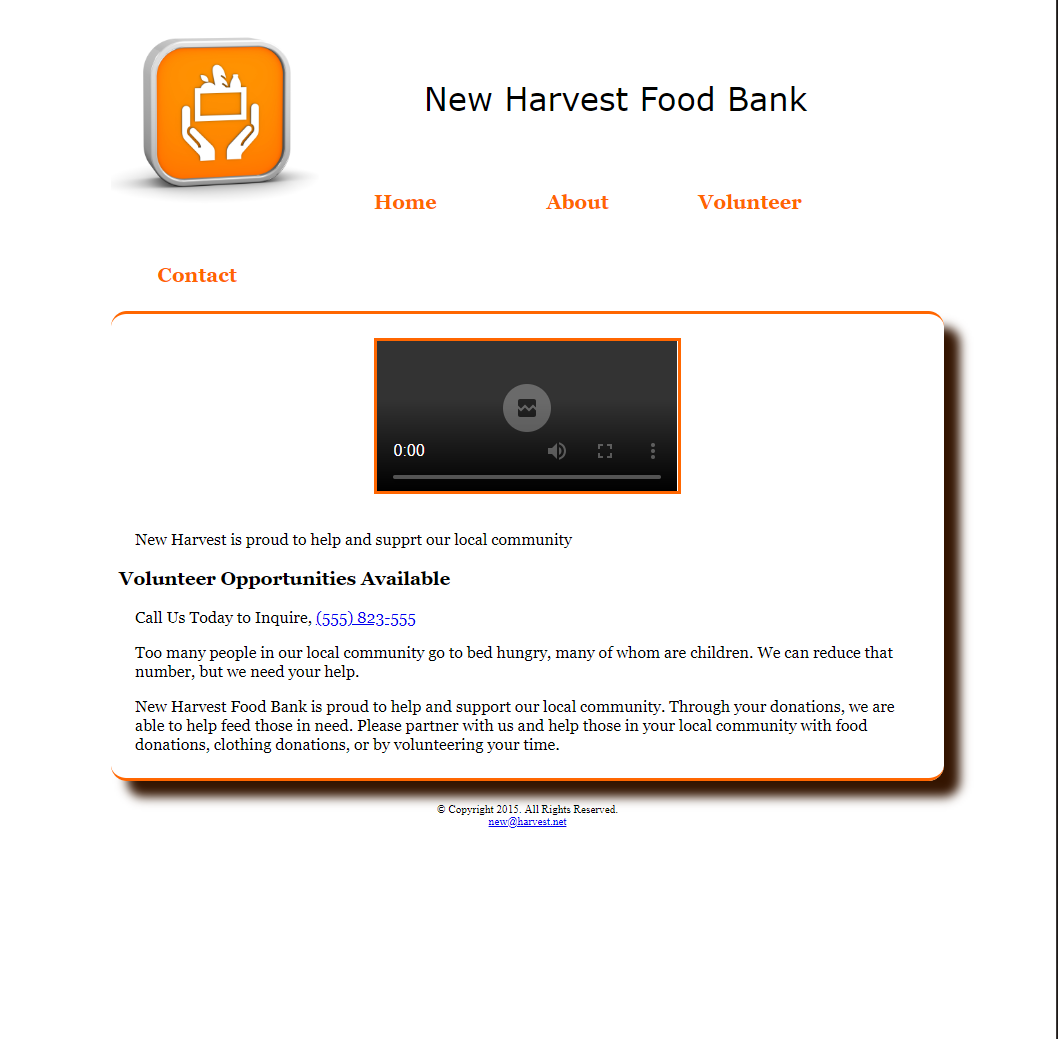 New Harvest Food Bank
Home About Volunteer
Contact
0:00
New Harvest is proud to help and supprt our local community
Volunteer Opportunities Available
Call Us Today to Inquire, (555) 823-555
Too many people in our local community go to bed hungry, many of whom are children. We can reduce that
number, but we need your help.
New Harvest Food Bank is proud to help and support our local community. Through your donations, we are
able to help feed those in need. Please partner with us and help those in your local community with food
donations, clothing donations, or by volunteering your time.
© Copyright 2015. All Rights Reserved.
new@harvest.net